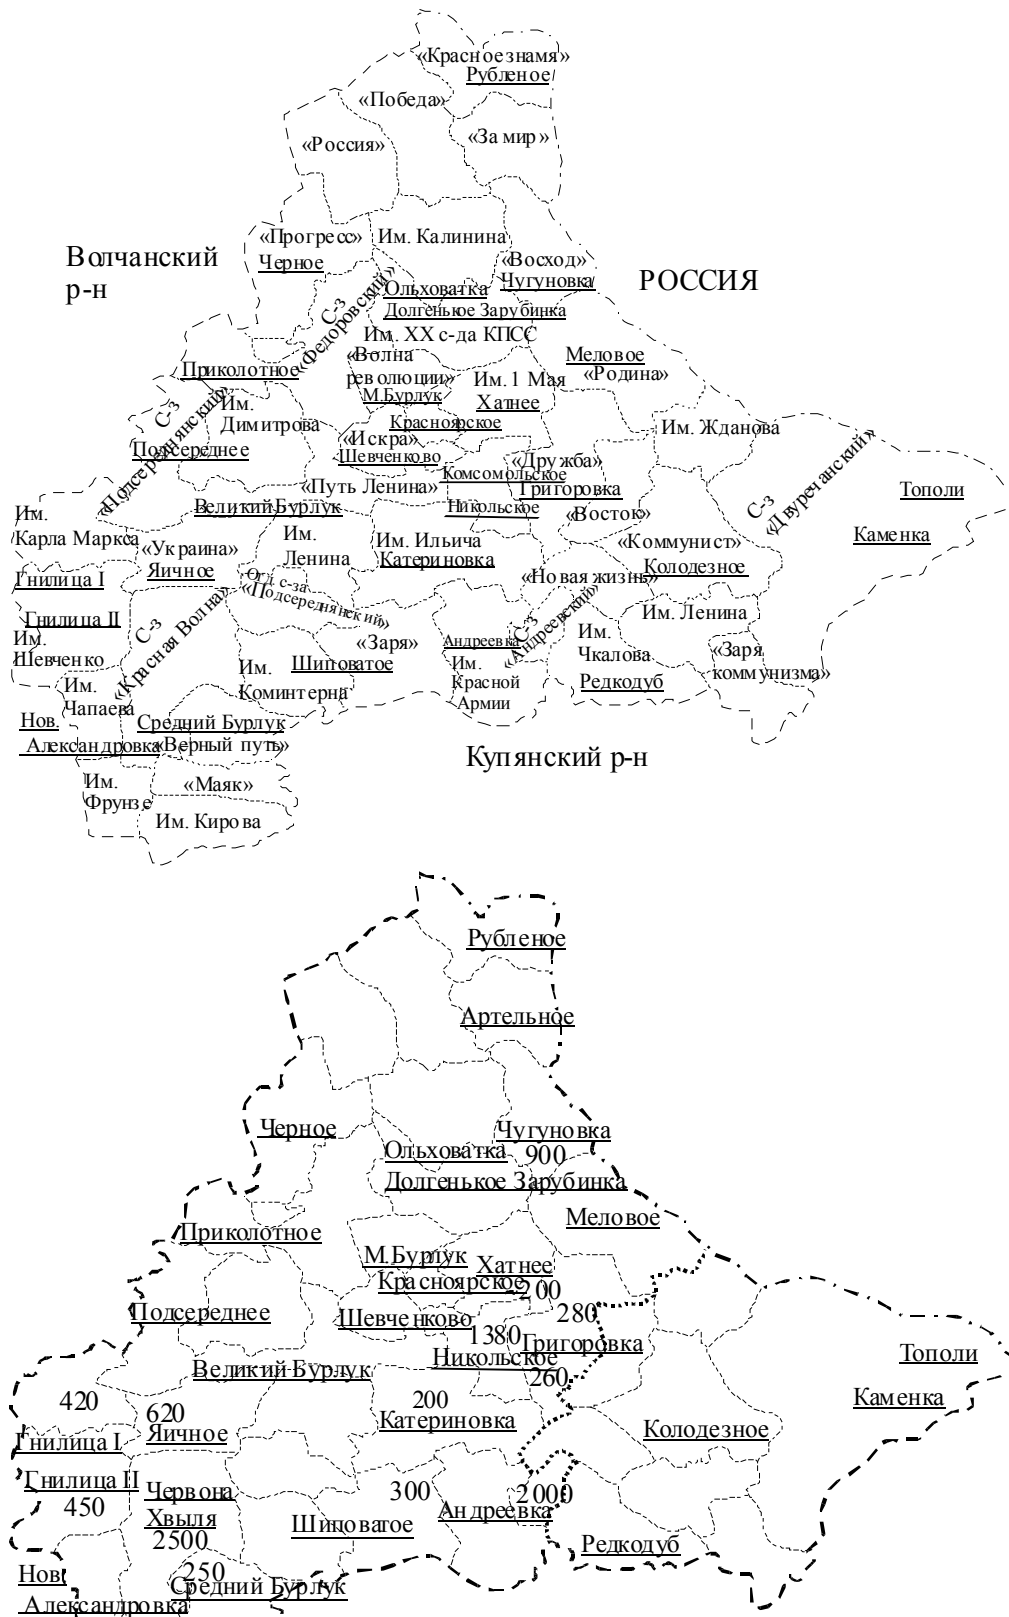 «Красное знамя»
Рубленое
«Победа»
«За мир»
«Россия»
«Прогресс»
Черное
Им. Калинина
«Восход»
Чугуновка
Волчанский
р-н
РОССИЯ
С-з
«Федоровский»
Ольховатка
Долгенькое Зарубинка
Им. XX с-да КПСС
«Волна
революции»
М.Бурлук
Им. 1 Мая
Хатнее
Меловое
«Родина»
Приколотное
С-з
«Подсереднянский»
Им.
Димитрова
Подсереднее
Красноярское
«Искра»
Шевченково
Им. Жданова
«Дружба»
Комсомольское
Григоровка
«Путь Ленина»
Великий Бурлук
Никольское
«Восток»
С-з
«Двуречанский»
Тополи
Каменка
Им.
Карла Маркса
Гнилица I
«Украина»
Яичное
Им.
Ленина
Им. Ильича
Катериновка
«Коммунист»
Колодезное
Отд. с-за
«Подсереднянский»
«Новая жизнь»
Гнилица II
Им.
Шевченко
С-з
«Красная Волна»
«Заря»
Шиповатое
Андреевка
Им.
Красной
Армии
С-з
«Андреевский»
Им. Ленина
Им.
Чкалова
Редкодуб
«Заря
коммунизма»
Им.
Чапаева
Им.
Коминтерна
Нов.
Александровка
Средний Бурлук
«Верный путь»
Купянский р-н
Им.
Фрунзе
«Маяк»
Им. Кирова
Рубленое
Артельное
Черное
Чугуновка
900
Ольховатка
Долгенькое Зарубинка
Меловое
Приколотное
М.Бурлук
Хатнее
Красноярское
200
280
Подсереднее
Шевченково
1380
Григоровка
Никольское
260
Великий Бурлук
Тополи
Каменка
420
620
Яичное
200
Катериновка
Колодезное
Гнилица I
Гнилица II
450
Червона
Хвыля
2500
300
2000
Андреевка
Шиповатое
Редкодуб
250
Средний Бурлук
Нов.
Александровка